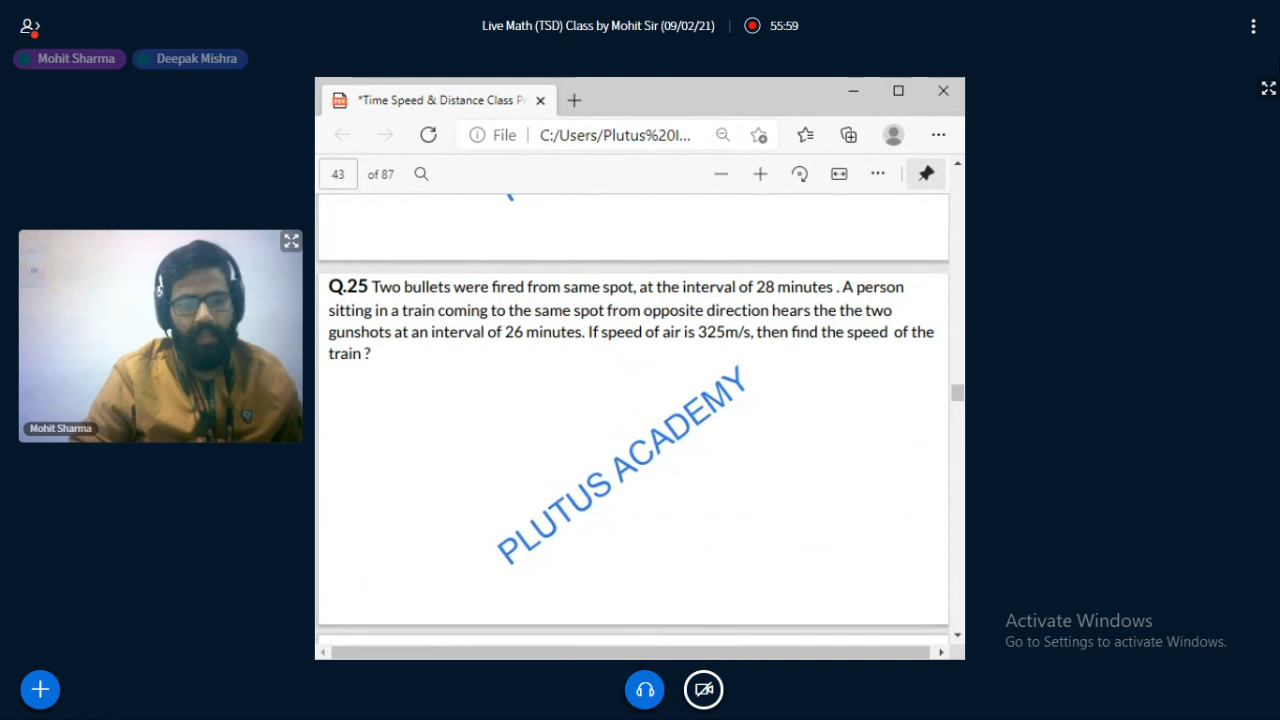 Live Math (TSD) Class by Mohit Sir (09/02/21)
55:59
Mohit Sharma
Deepak Mishra
*Time Speed & Distance Class Pr
File
C:/Users/Plutus%20I...
43
of 87
Q.25 Two bullets were fired from same spot, at the interval of 28 minutes . A person
sitting in a train coming to the same spot from opposite direction hears the the two
gunshots at an interval of 26 minutes. If speed of air is 325m/s, then find the speed of the
train ?
PLUTUS ACADEMY
Mohit Sharma
Activate Windows
Go to Settings to activate Windows.